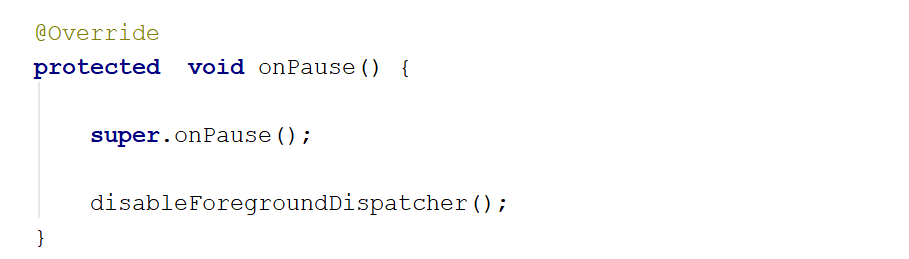 @Override
protected  void onPause() {
super.onPause();
disableForegroundDispatcher();
}